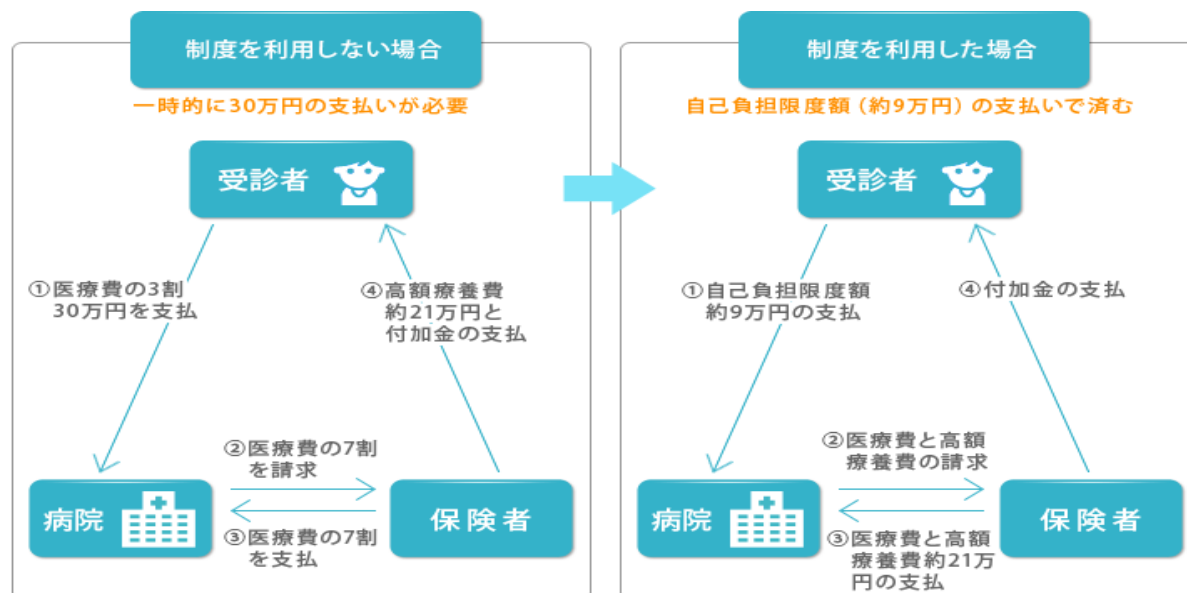 制度を利用しない場合
一時的に30万円の支払いが必要
受診者
①医療費の3割
30万円を支払
④高額療養費
約21万円と
付加金の支払
②医療費の7割
を請求
病院
保険者
③医療費の7割
を支払
制度を利用した場合
自己負担限度額（約9万円）の支払いで済む
受診者
①自己負担限度額
約9万円の支払
④付加金の支払
②医療費と高額
療養費の請求
病院
保険者
③医療費と高額
療養費約21万
円の支払